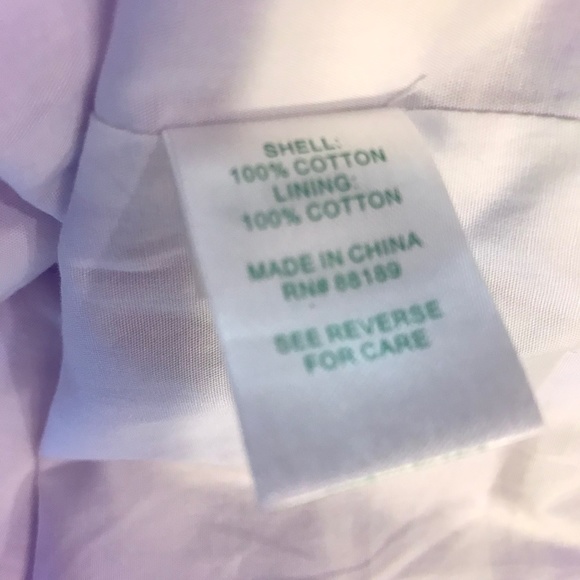 SHELL:
100% COTTON
LINING:
100% COTTON
MADE IN CHINA
RN# 88189
SEE REVERSE
FOR CARE